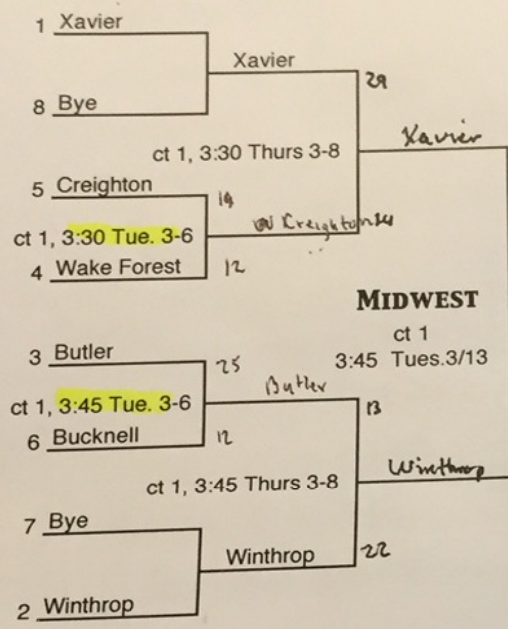 1 Xavier
Xavier
29
8 Bye
Xavier
ct 1, 3:30 Thurs 3-8
5 Creighton
19
ct 1, 3:30 Tue. 3-6
Creighton
4 Wake Forest
12
MIDWEST
ct 1
3:45 Tues.3/13
3 Butler
25
Butler
ct 1, 3:45 Tue. 3-6
13
6 Bucknell
12
Winthrop
ct 1, 3:45 Thurs 3-8
7 Bye
Winthrop
22
2 Winthrop